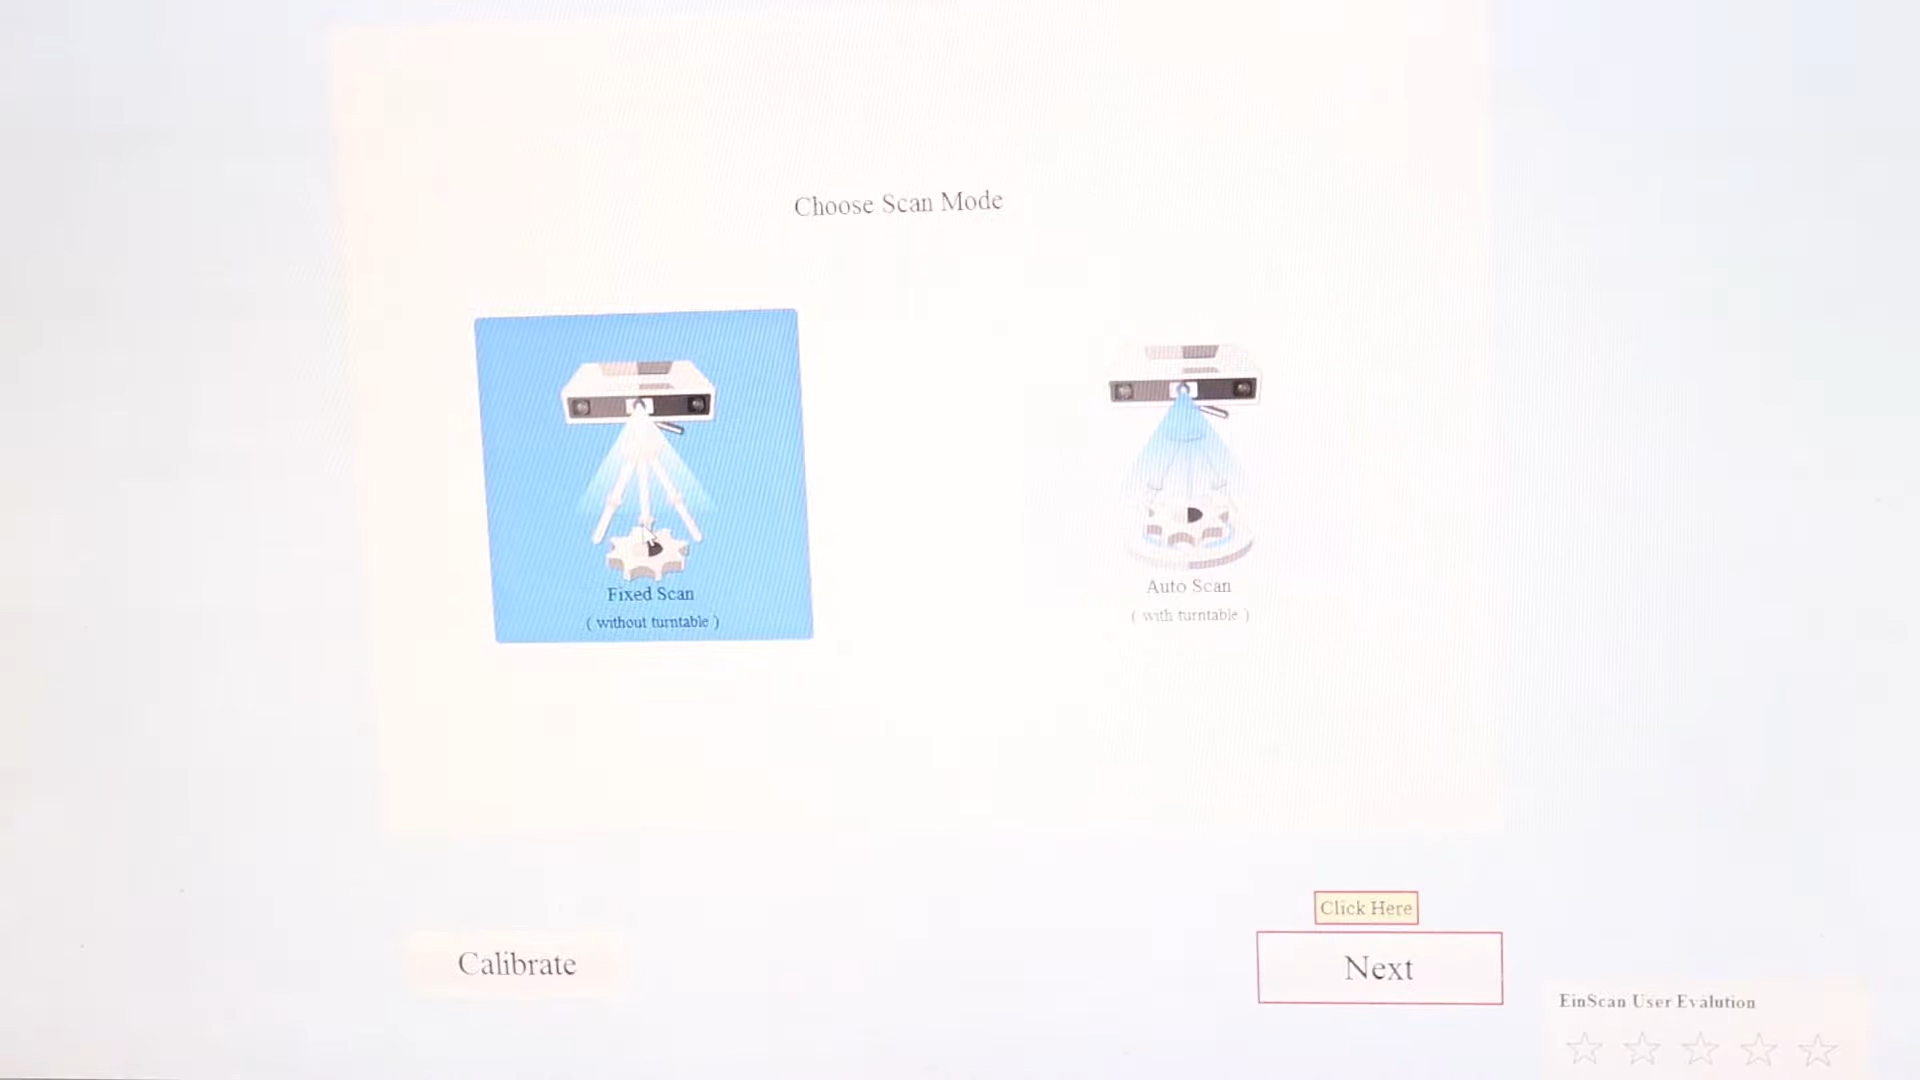 Choose Scan Mode
Fixed Scan
( without turntable )
Auto Scan
( with turntable )
Click Here
Calibrate
Next
EinScan User Evalution